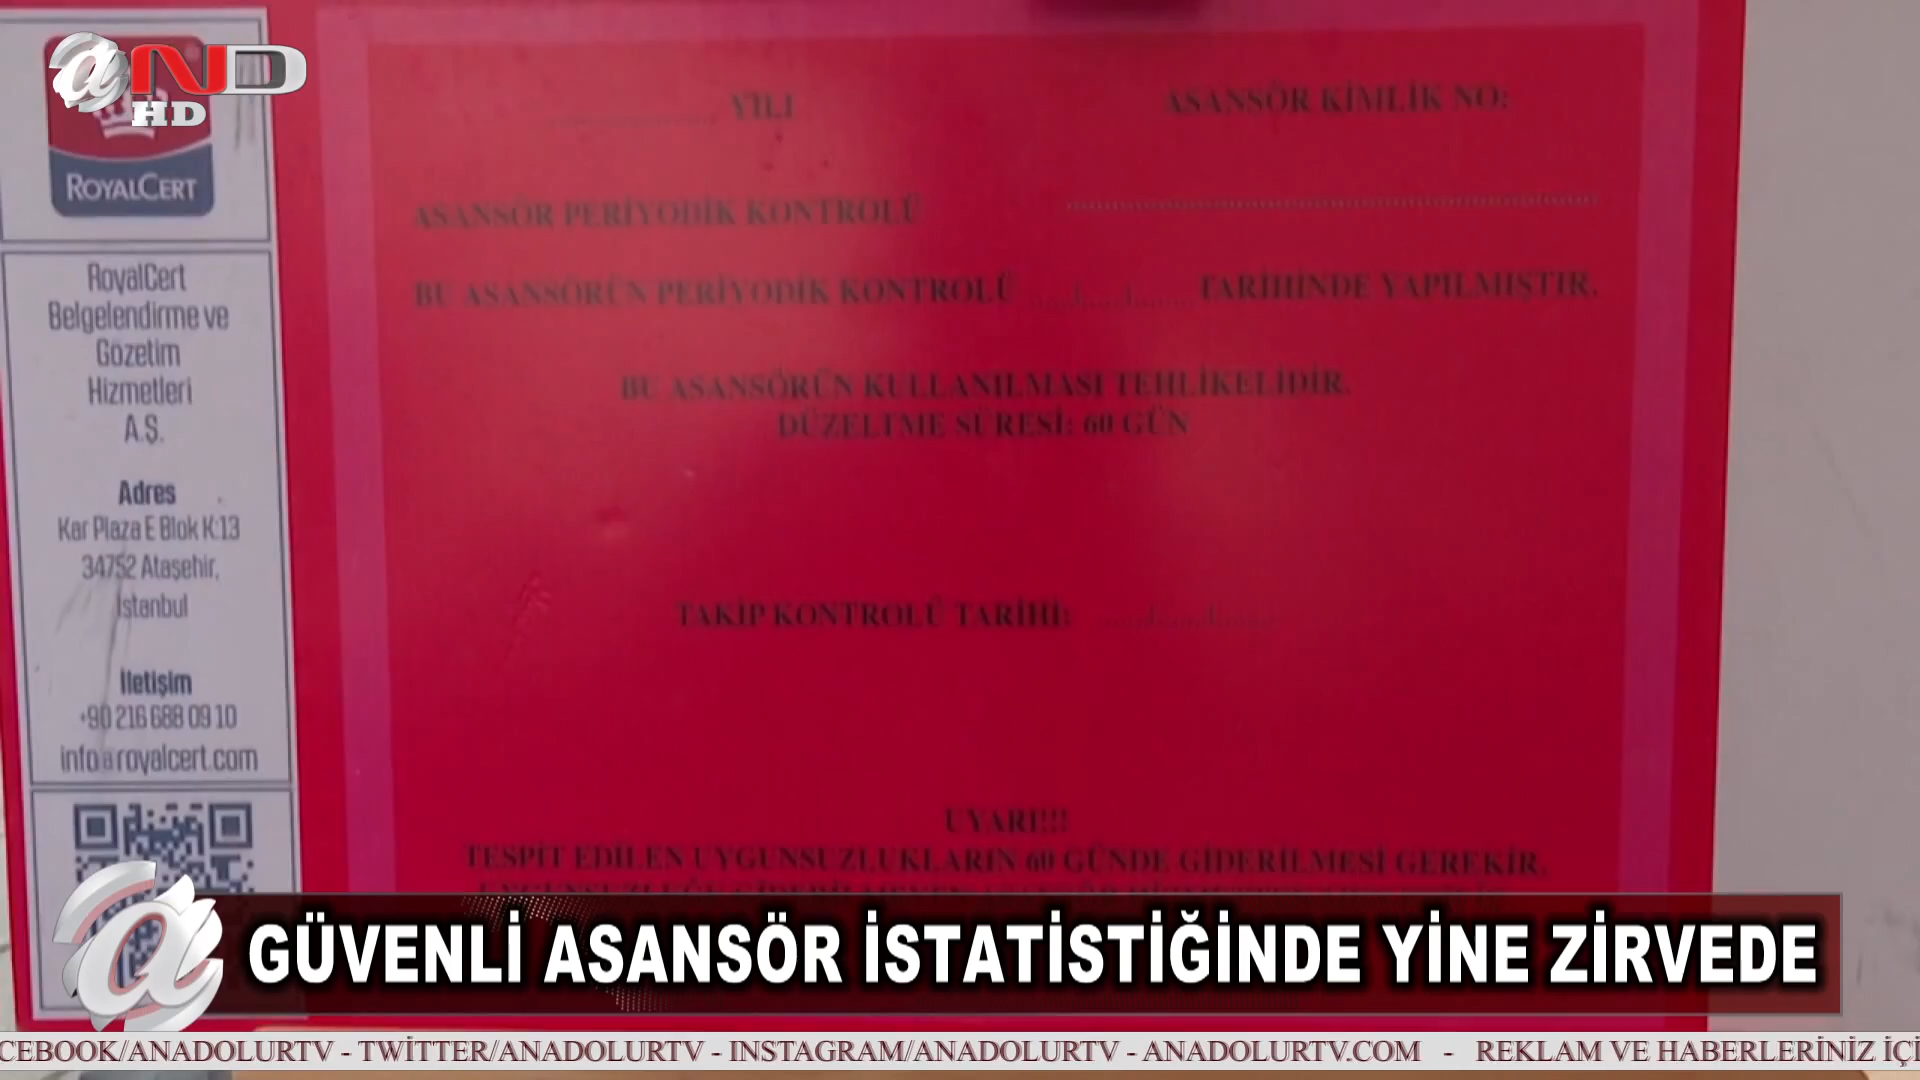 aND
HD
ROYALCERT
RoyalCert
Belgelendirme ve
Gözetim
Hizmetleri
A.Ş.
Adres
Kar Plaza E Blok K:13
34752 Ataşehir,
İstanbul
İletişim
+90 216 688 09 10
info@royalcert.com
YILI
ASANSÖR KİMLİK NO:
ASANSÖR PERİYODİK KONTROLÜ
BU ASANSÖRÜN PERİYODİK KONTROLÜ ..../..../.... TARİHİNDE YAPILMIŞTIR.
BU ASANSÖRÜN KULLANILMASI TEHLİKELİDİR.
DÜZELTME SÜRESİ: 60 GÜN
TAKİP KONTROLÜ TARİHİ: ..../..../....
UYARI!!!
TESPİT EDİLEN UYGUNSUZLUKLARIN 60 GÜNDE GİDERİLMESİ GEREKİR.
GÜVENLİ ASANSÖR İSTATİSTİĞİNDE YİNE ZİRVEDE
CEBOOK/ANADOLURTV - TWİTTER/ANADOLURTV - INSTAGRAM/ANADOLURTV - ANADOLURTV.COM - REKLAM VE HABERLERİNİZ İÇİ